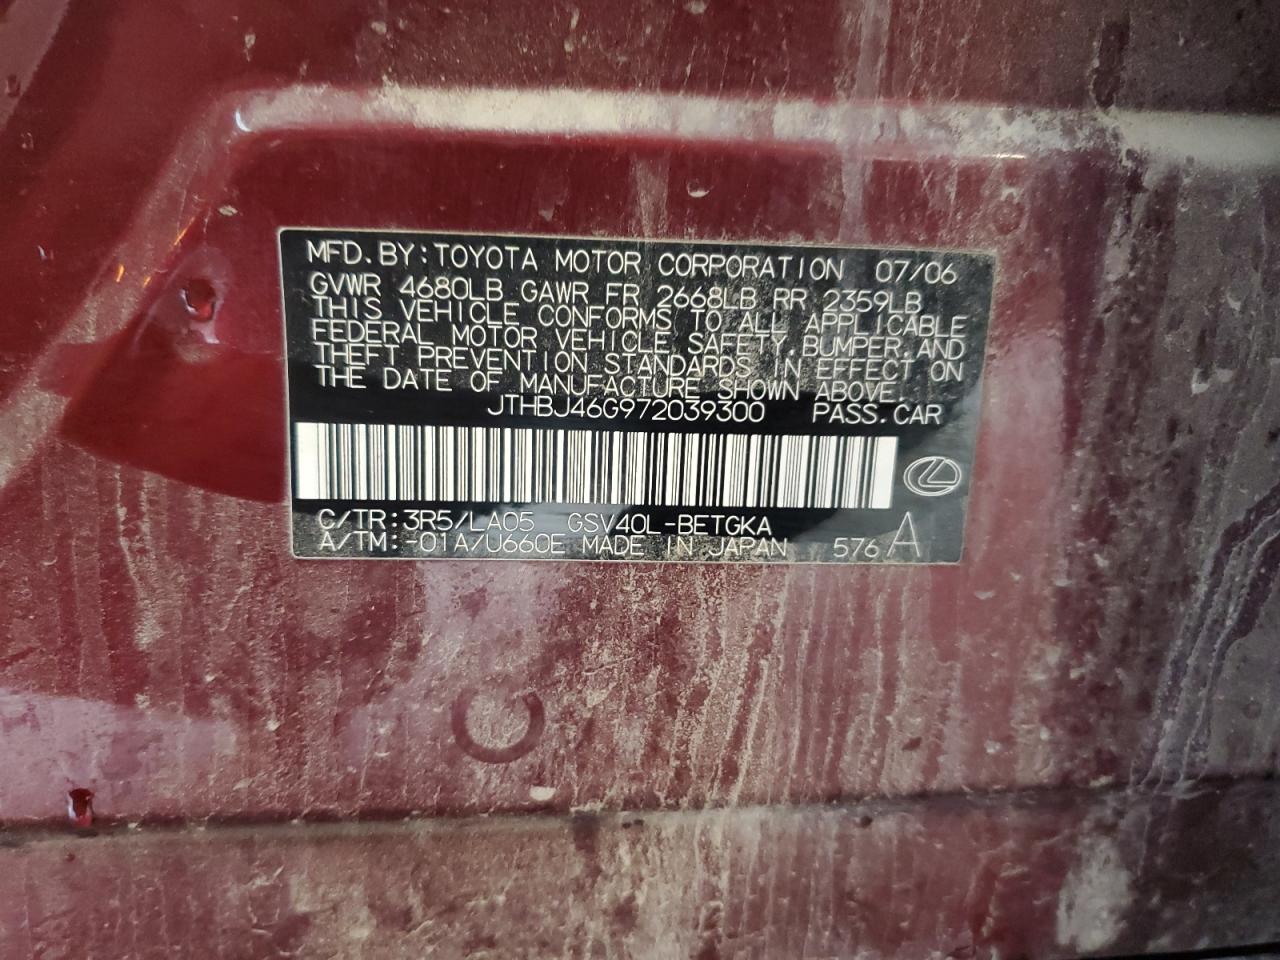 MFD.BY:TOYOTA MOTOR CORPORATION 07/06
GVWR 4680LB GAWR FR 2668LB RR 2359LB
THIS VEHICLE CONFORMS TO ALL APPLICABLE
FEDERAL MOTOR VEHICLE SAFETY,BUMPER,AND
THEFT PREVENTION STANDARDS IN EFFECT ON
THE DATE OF MANUFACTURE SHOWN ABOVE.
JTHBJ46G972039300 PASS.CAR
C/TR:3R5/LA05 GSV40L-BETGKA
A/TM:-01A/U660E MADE IN JAPAN 576 A